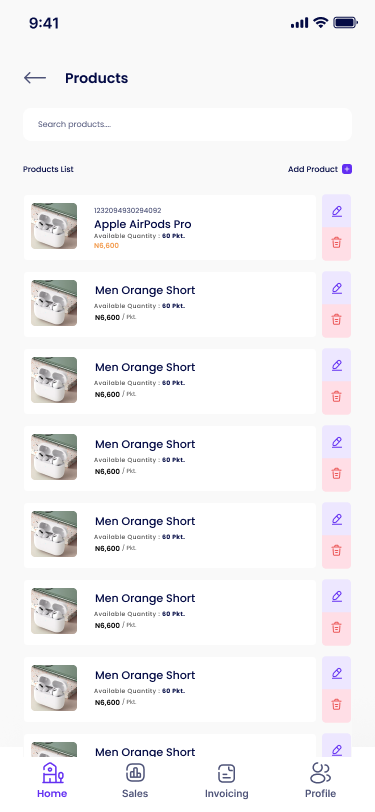 9:41
Products
Search products....
Products List
Add Product
1232094930294092
Apple AirPods Pro
Available Quantity : 60 Pkt.
N6,600
Men Orange Short
Available Quantity : 60 Pkt.
N6,600 / Pkt.
Men Orange Short
Available Quantity : 60 Pkt.
N6,600 / Pkt.
Men Orange Short
Available Quantity : 60 Pkt.
N6,600 / Pkt.
Men Orange Short
Available Quantity : 60 Pkt.
N6,600 / Pkt.
Men Orange Short
Available Quantity : 60 Pkt.
N6,600 / Pkt.
Men Orange Short
Available Quantity : 60 Pkt.
N6,600 / Pkt.
Men Orange Short
Home
Sales
Invoicing
Profile